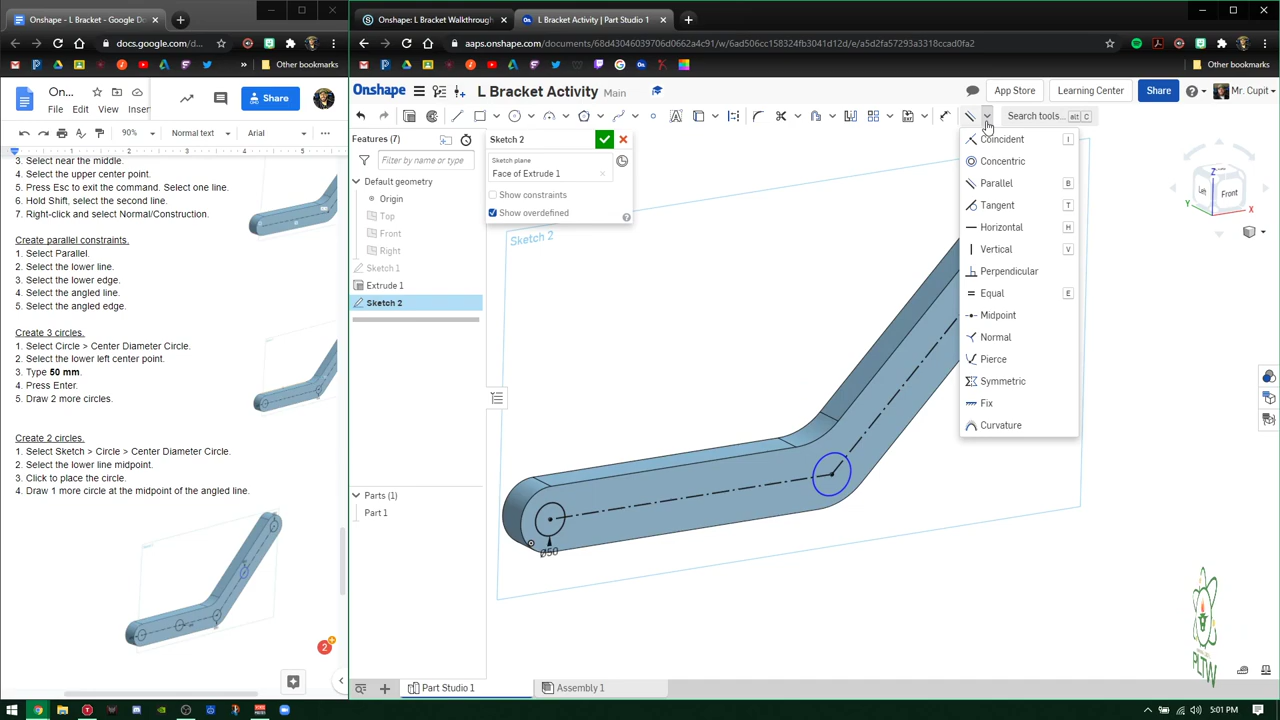 Onshape - L Bracket - Google D
docs.google.com/d...
Other bookmarks
On...
File
Edit
View
Inser
Share
90%
Normal text
Arial
3. Select near the middle.
4. Select the upper center point.
5. Press Esc to exit the command. Select one line.
6. Hold Shift, select the second line.
7. Right-click and select Normal/Construction.
Create parallel constraints.
1. Select Parallel.
2. Select the lower line.
3. Select the lower edge.
4. Select the angled line.
5. Select the angled edge.
Create 3 circles.
1. Select Circle > Center Diameter Circle.
2. Select the lower left center point.
3. Type 50 mm.
4. Press Enter.
5. Draw 2 more circles.
Create 2 circles.
1. Select Sketch > Circle > Center Diameter Circle.
2. Select the lower line midpoint.
3. Click to place the circle.
4. Draw 1 more circle at the midpoint of the angled line.
2
Onshape: L Bracket Walkthrough
L Bracket Activity | Part Studio 1
aaps.onshape.com/documents/68d43046039706d0662a4c91/w/6ad506cc158324fb3041d12d/e/a5d2fa57293a3318ccad0fa2
Other bookmarks
Onshape
L Bracket Activity
Main
App Store
Learning Center
Share
Mr. Cupit
Search tools...
alt
C
Features (7)
Filter by name or type
Default geometry
Origin
Top
Front
Right
Sketch 1
Extrude 1
Sketch 2
Parts (1)
Part 1
Sketch 2
Sketch plane
Face of Extrude 1
Show constraints
Show overdefined
Sketch 2
Ø50
Coincident I
Concentric
Parallel B
Tangent T
Horizontal H
Vertical V
Perpendicular
Equal E
Midpoint
Normal
Pierce
Symmetric
Fix
Curvature
Z
Left
Front
X
PLTW
Part Studio 1
Assembly 1
5:01 PM